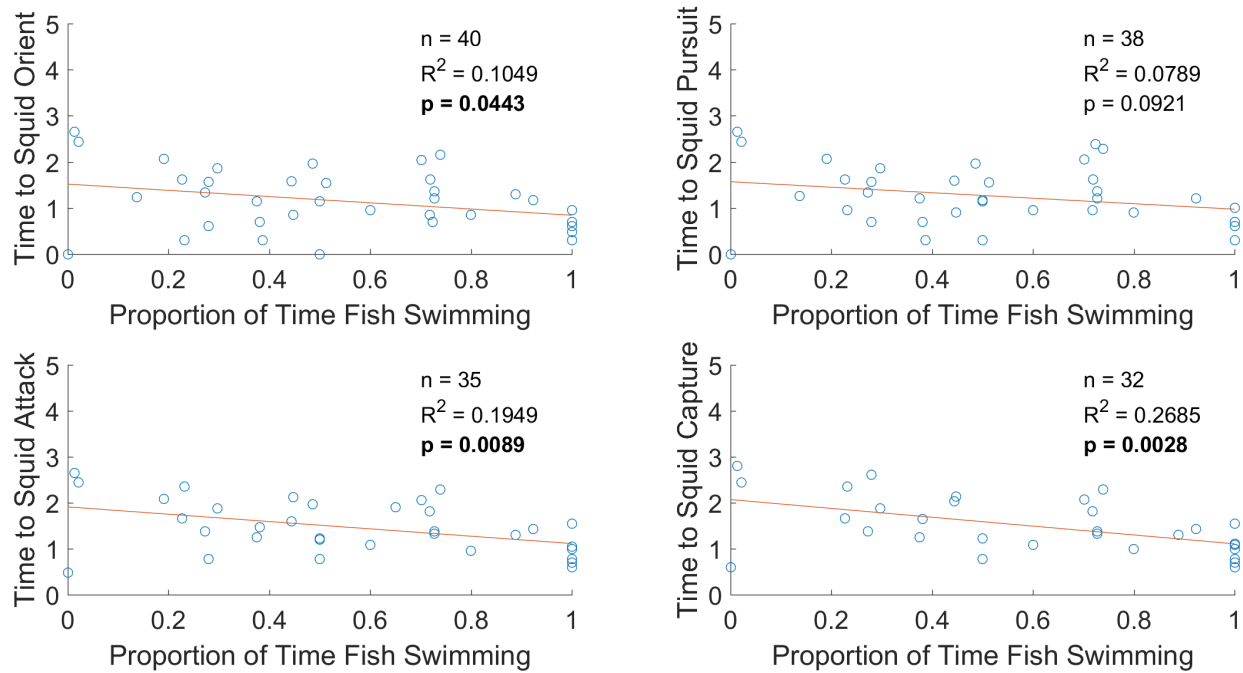 Time to Squid Orient
5
4
3
2
1
0
n = 40
R² = 0.1049
p = 0.0443
0 0.2 0.4 0.6 0.8 1
Proportion of Time Fish Swimming
Time to Squid Pursuit
5
4
3
2
1
0
n = 38
R² = 0.0789
p = 0.0921
0 0.2 0.4 0.6 0.8 1
Proportion of Time Fish Swimming
Time to Squid Attack
5
4
3
2
1
0
n = 35
R² = 0.1949
p = 0.0089
0 0.2 0.4 0.6 0.8 1
Proportion of Time Fish Swimming
Time to Squid Capture
5
4
3
2
1
0
n = 32
R² = 0.2685
p = 0.0028
0 0.2 0.4 0.6 0.8 1
Proportion of Time Fish Swimming